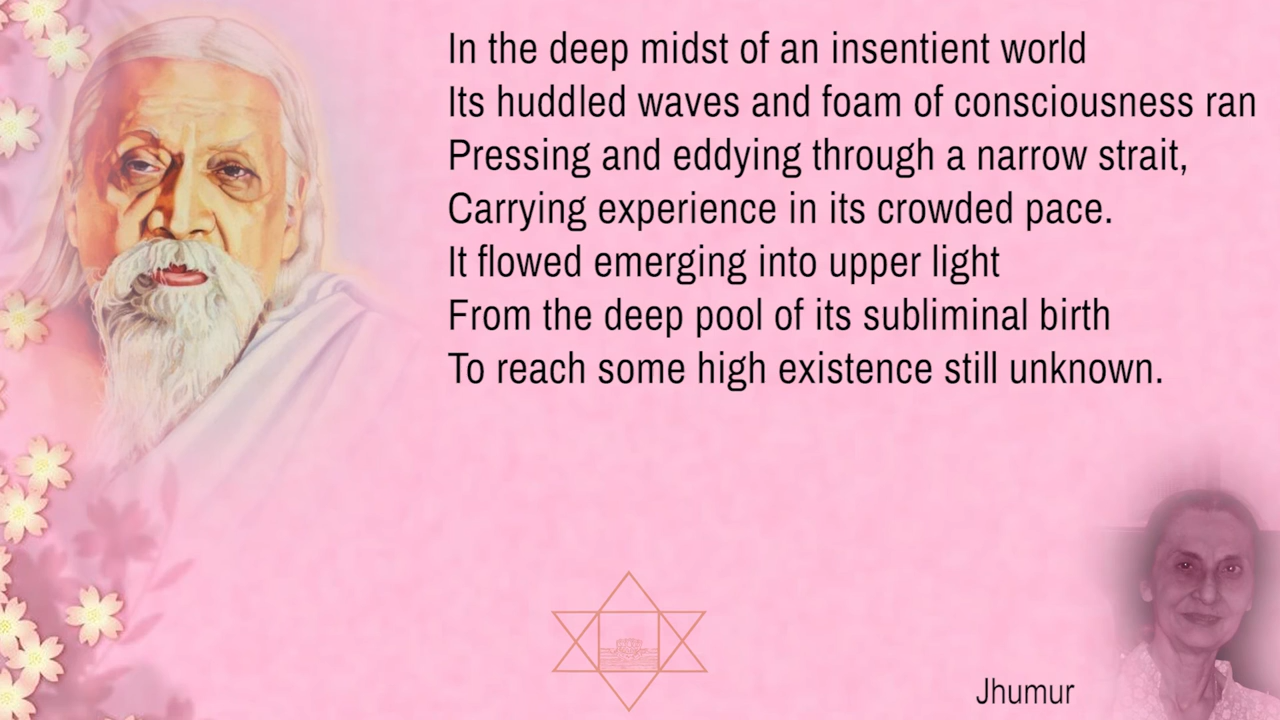 In the deep midst of an insentient world
Its huddled waves and foam of consciousness ran
Pressing and eddying through a narrow strait,
Carrying experience in its crowded pace.
It flowed emerging into upper light
From the deep pool of its subliminal birth
To reach some high existence still unknown.
Jhumur